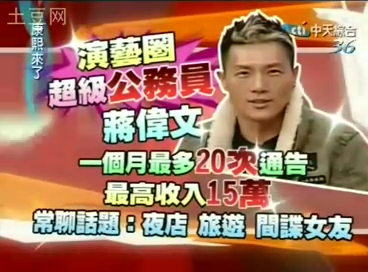 土豆网
康熙來了
cti 中天綜合
36
演藝圈
超級公務員
蔣偉文
一個月最多20次通告
最高收入15萬
常聊話題：夜店 旅遊 間諜女友